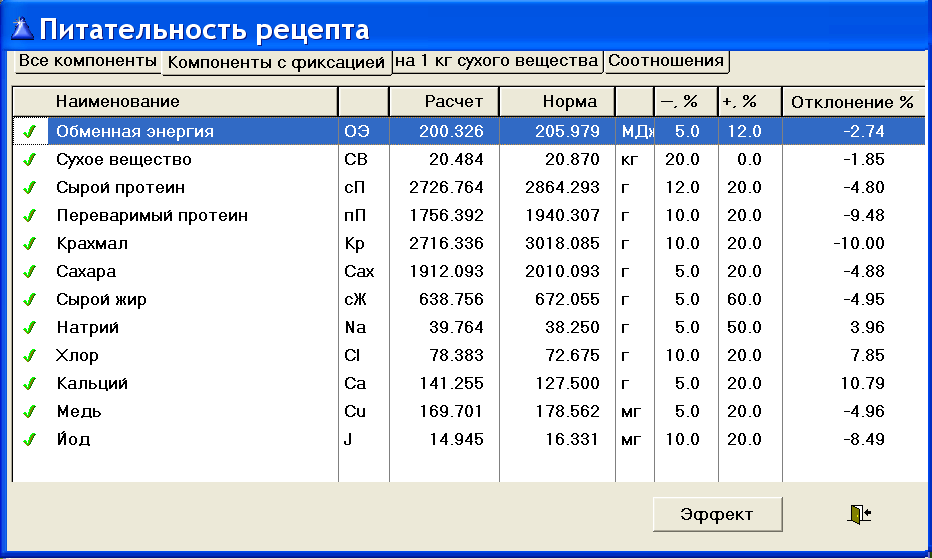 Питательность рецепта
Все компоненты Компоненты с фиксацией на 1 кг сухого вещества Соотношения
Наименование Расчет Норма –, % +, % Отклонение %
Обменная энергия ОЭ 200.326 205.979 МДж 5.0 12.0 -2.74
Сухое вещество СВ 20.484 20.870 кг 20.0 0.0 -1.85
Сырой протеин сП 2726.764 2864.293 г 12.0 20.0 -4.80
Переваримый протеин пП 1756.392 1940.307 г 10.0 20.0 -9.48
Крахмал Кр 2716.336 3018.085 г 10.0 20.0 -10.00
Сахара Сах 1912.093 2010.093 г 5.0 20.0 -4.88
Сырой жир сЖ 638.756 672.055 г 5.0 60.0 -4.95
Натрий Na 39.764 38.250 г 5.0 50.0 3.96
Хлор Cl 78.383 72.675 г 10.0 20.0 7.85
Кальций Ca 141.255 127.500 г 5.0 20.0 10.79
Медь Cu 169.701 178.562 мг 5.0 20.0 -4.96
Йод J 14.945 16.331 мг 10.0 20.0 -8.49
Эффект